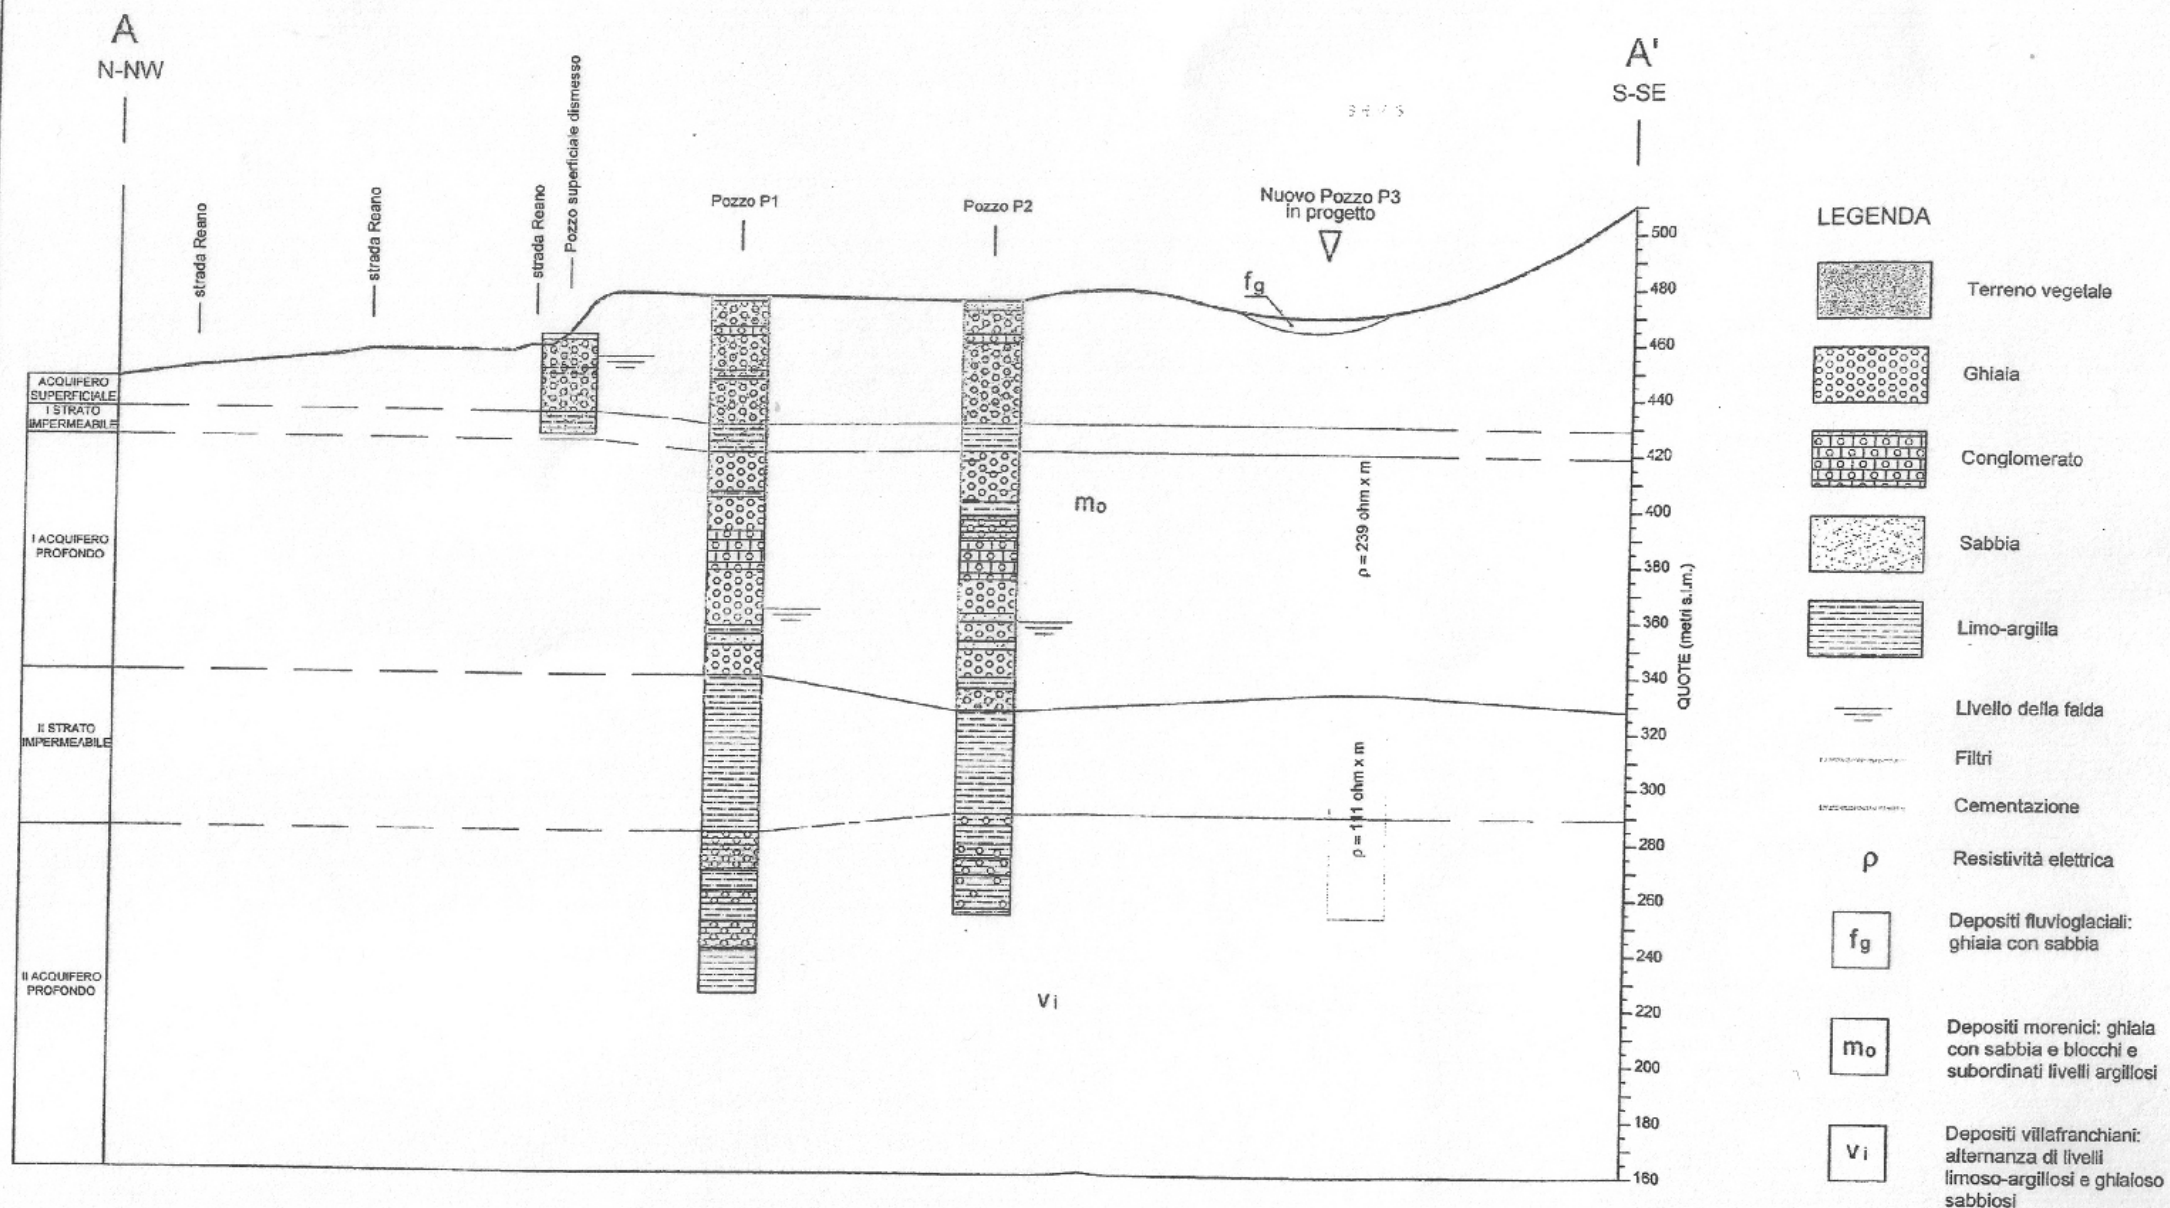 A
N-NW
A'
S-SE
strada Reano
strada Reano
strada Reano
Pozzo superficiale dismesso
Pozzo P1
Pozzo P2
Nuovo Pozzo P3
in progetto
fg
ACQUIFERO
SUPERFICIALE
I STRATO
IMPERMEABILE
I ACQUIFERO
PROFONDO
II STRATO
IMPERMEABILE
II ACQUIFERO
PROFONDO
mo
vi
ρ = 239 ohm x m
ρ = 111 ohm x m
500
480
460
440
420
400
380
360
340
320
300
280
260
240
220
200
180
160
QUOTE (metri s.l.m.)
LEGENDA
Terreno vegetale
Ghiaia
Conglomerato
Sabbia
Limo-argilla
Livello della falda
Filtri
Cementazione
ρ
Resistività elettrica
fg
Depositi fluvioglaciali:
ghiaia con sabbia
mo
Depositi morenici: ghiaia
con sabbia e blocchi e
subordinati livelli argillosi
vi
Depositi villafranchiani:
alternanza di livelli
limoso-argillosi e ghiaioso
sabbiosi